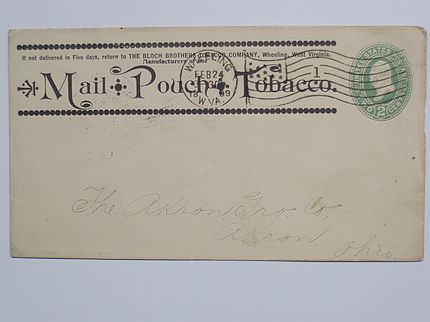 If not delivered in Five days, return to THE BLOCH BROTHERS TOBACCO COMPANY, Wheeling, West Virginia.
Manufacturers of
Mail Pouch Tobacco.
WHEELING
FEB 24
W.VA.
1
The Akron Gro. Co.
Akron
Ohio